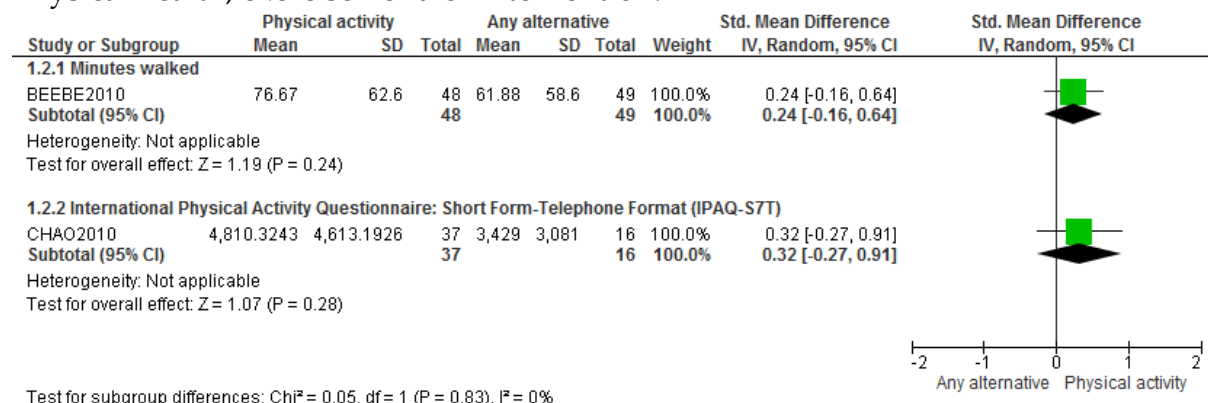 Physical activity Any alternative Std. Mean Difference Std. Mean Difference
Study or Subgroup Mean SD Total Mean SD Total Weight IV, Random, 95% CI IV, Random, 95% CI
1.2.1 Minutes walked
BEEBE2010 76.67 62.6 48 61.88 58.6 49 100.0% 0.24 [-0.16, 0.64]
Subtotal (95% CI) 48 49 100.0% 0.24 [-0.16, 0.64]
Heterogeneity: Not applicable
Test for overall effect: Z = 1.19 (P = 0.24)
1.2.2 International Physical Activity Questionnaire: Short Form-Telephone Format (IPAQ-S7T)
CHAO2010 4,810.3243 4,613.1926 37 3,429 3,081 16 100.0% 0.32 [-0.27, 0.91]
Subtotal (95% CI) 37 16 100.0% 0.32 [-0.27, 0.91]
Heterogeneity: Not applicable
Test for overall effect: Z = 1.07 (P = 0.28)
-2 -1 0 1 2
Any alternative Physical activity
Test for subgroup differences: Chi² = 0.05, df = 1 (P = 0.83), I² = 0%